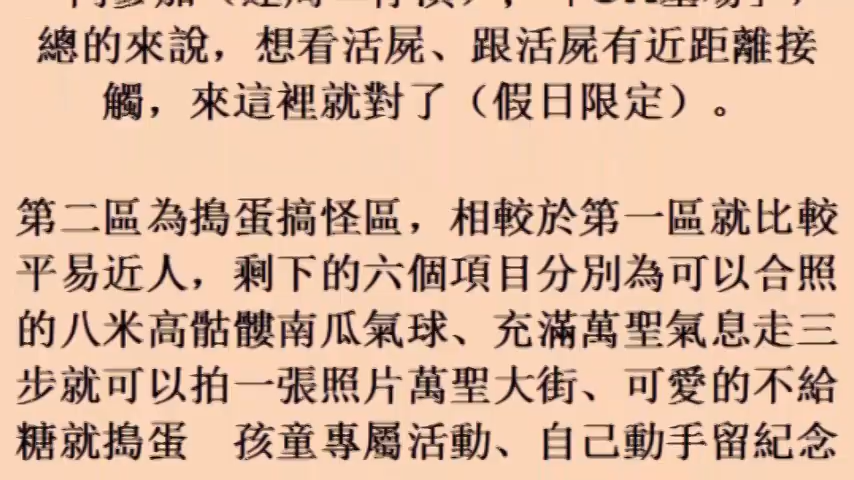 總的來說，想看活屍、跟活屍有近距離接
觸，來這裡就對了（假日限定）。
第二區為搗蛋搞怪區，相較於第一區就比較
平易近人，剩下的六個項目分別為可以合照
的八米高骷髏南瓜氣球、充滿萬聖氣息走三
步就可以拍一張照片萬聖大街、可愛的不給
糖就搗蛋　孩童專屬活動、自己動手留紀念